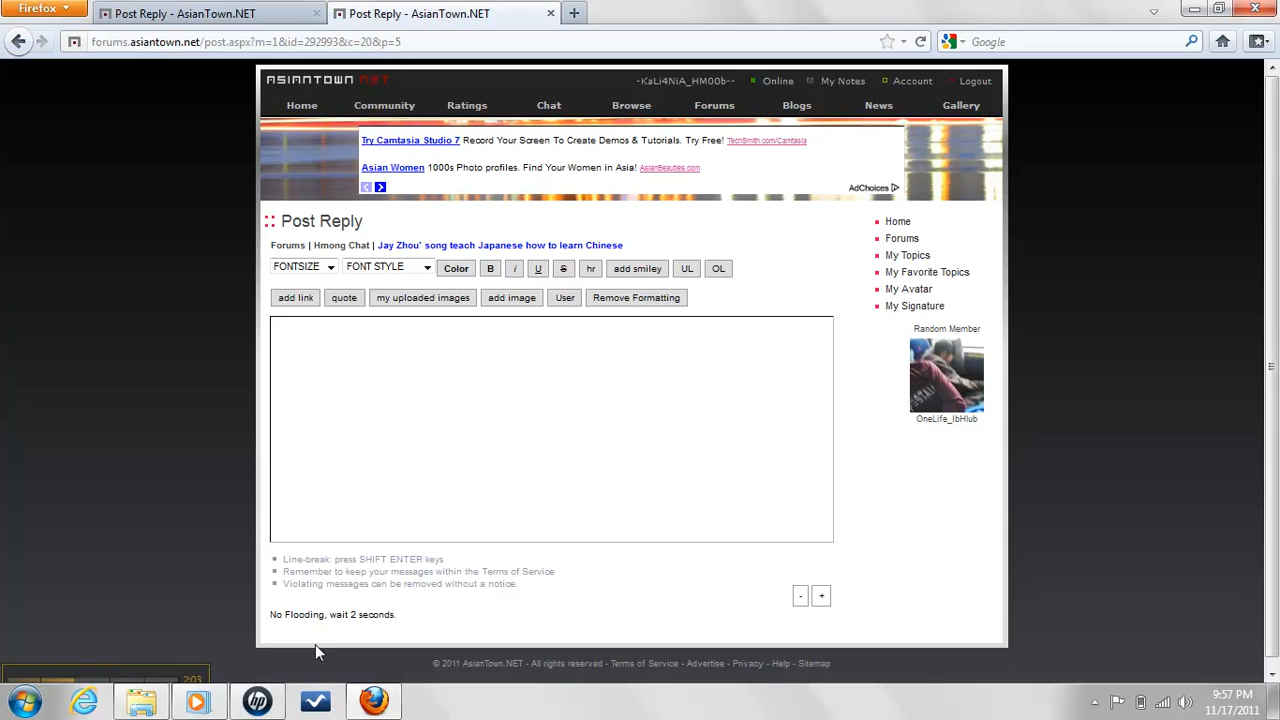 Firefox
Post Reply - AsianTown.NET
Post Reply - AsianTown.NET
forums.asiantown.net/post.aspx?m=1&id=292993&c=20&p=5
Google
ASIANTOWN NET
-KaLi4NiA_HM00b--
Online
My Notes
Account
Logout
Home
Community
Ratings
Chat
Browse
Forums
Blogs
News
Gallery
Try Camtasia Studio 7 Record Your Screen To Create Demos & Tutorials. Try Free! TechSmith.com/Camtasia
Asian Women 1000s Photo profiles. Find Your Women in Asia! AsianBeauties.com
AdChoices
Post Reply
Forums | Hmong Chat | Jay Zhou` song teach Japanese how to learn Chinese
FONTSIZE
FONT STYLE
Color
B
i
U
S
hr
add smiley
UL
OL
add link
quote
my uploaded images
add image
User
Remove Formatting
Line-break: press SHIFT ENTER keys
Remember to keep your messages within the Terms of Service
Violating messages can be removed without a notice.
- +
No Flooding, wait 2 seconds.
Home
Forums
My Topics
My Favorite Topics
My Avatar
My Signature
Random Member
OneLife_IbHlub
© 2011 AsianTown.NET - All rights reserved - Terms of Service - Advertise - Privacy - Help - Sitemap
2:03
9:57 PM
11/17/2011